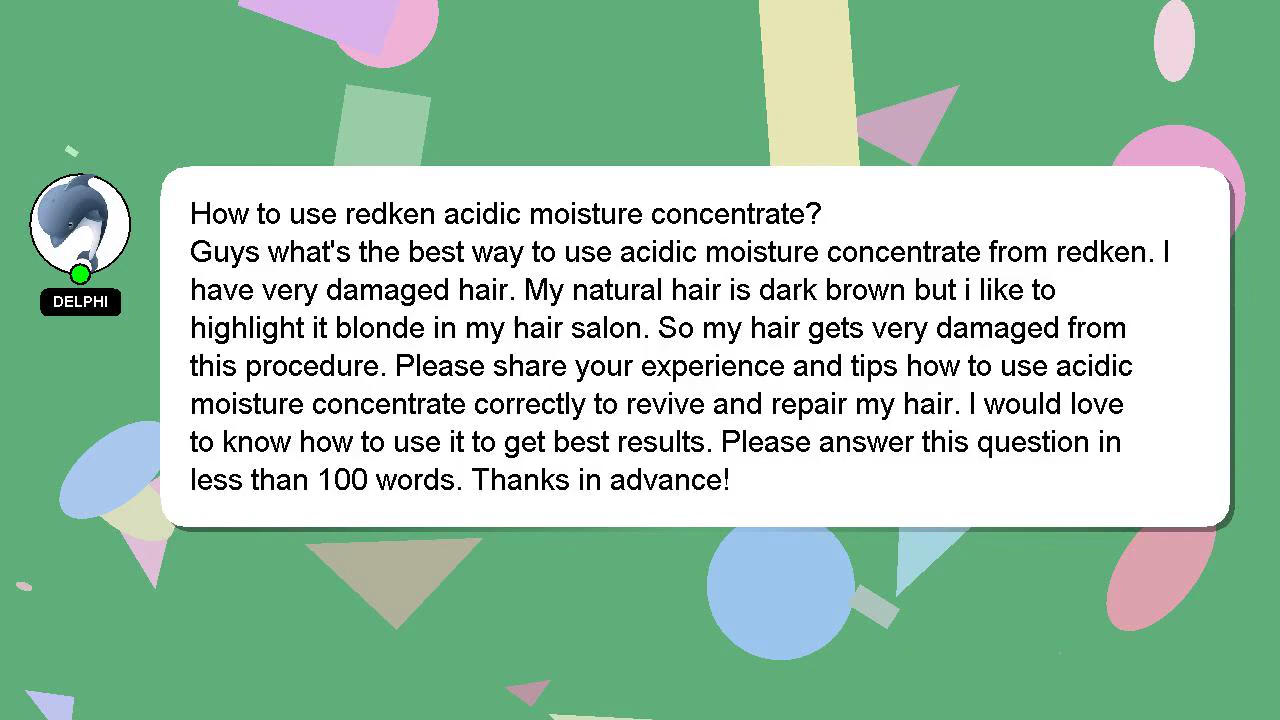 How to use redken acidic moisture concentrate?
Guys what's the best way to use acidic moisture concentrate from redken. I
have very damaged hair. My natural hair is dark brown but i like to
highlight it blonde in my hair salon. So my hair gets very damaged from
this procedure. Please share your experience and tips how to use acidic
moisture concentrate correctly to revive and repair my hair. I would love
to know how to use it to get best results. Please answer this question in
less than 100 words. Thanks in advance!
DELPHI